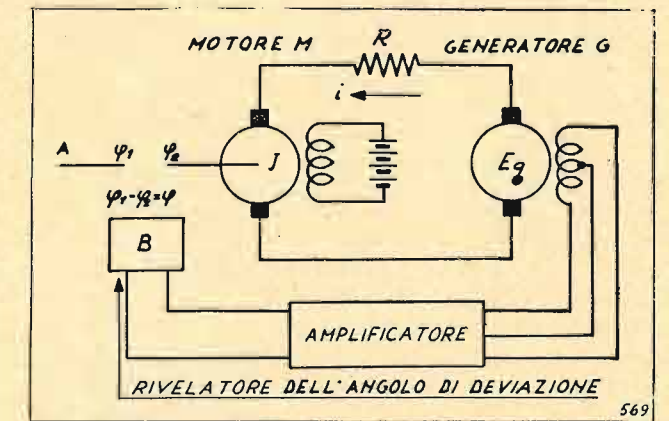 MOTORE M R GENERATORE G
i
A φ₁ φ₂ J Eg
φ₁-φ₂=φ
B
AMPLIFICATORE
RIVELATORE DELL'ANGOLO DI DEVIAZIONE
569